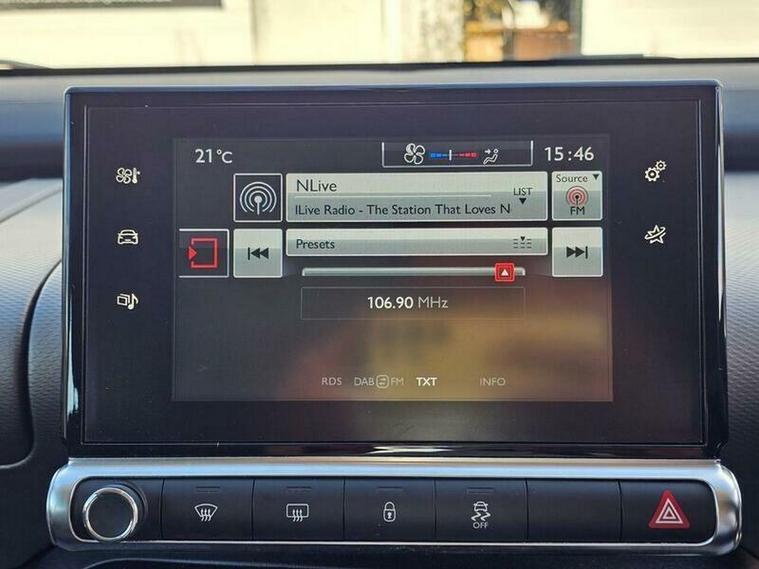 21°C
15:46
NLive
LIST
lLive Radio - The Station That Loves N
Source
FM
Presets
106.90 MHz
RDS DAB FM TXT INFO
OFF